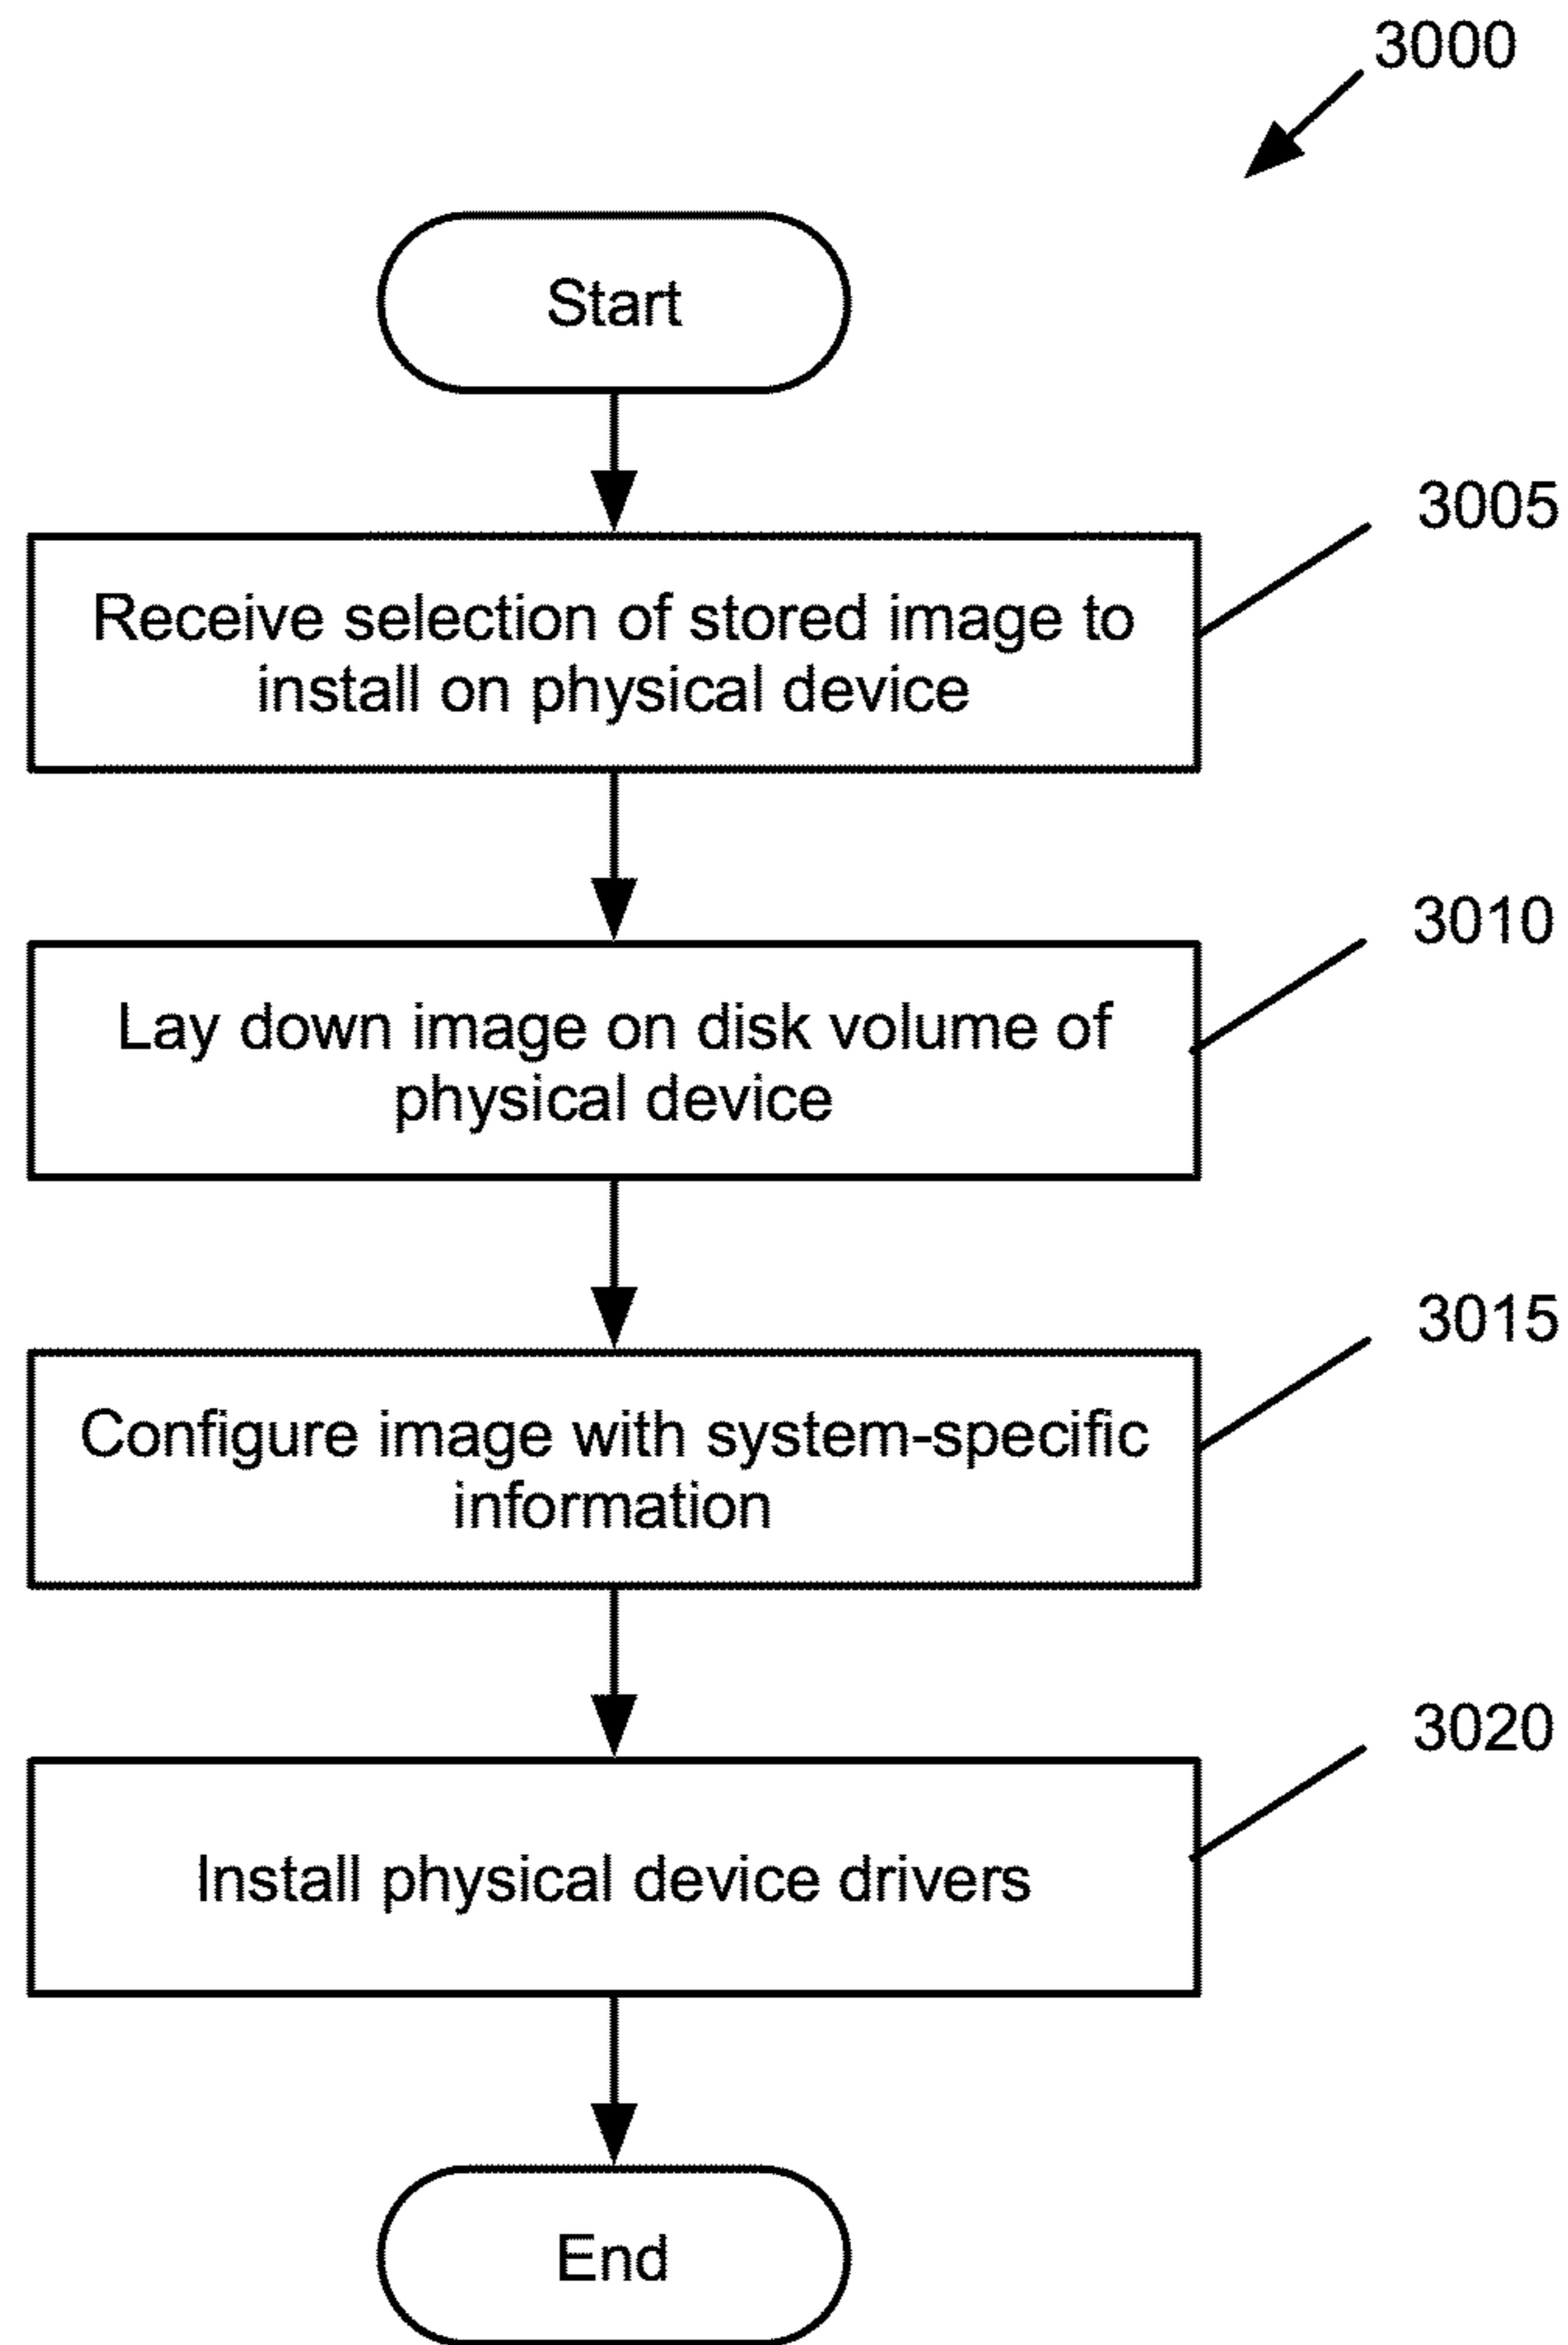 3000
Start
3005
Receive selection of stored image to
install on physical device
3010
Lay down image on disk volume of
physical device
3015
Configure image with system-specific
information
3020
Install physical device drivers
End